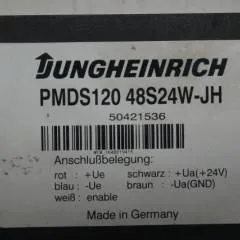 JUNGHEINRICH
PMDS120 48S24W-JH
50421536
Anschlußbelegung:
rot : +Ue schwarz : +Ua(+24V)
blau : -Ue braun : -Ua(GND)
weiß : enable
Made in Germany